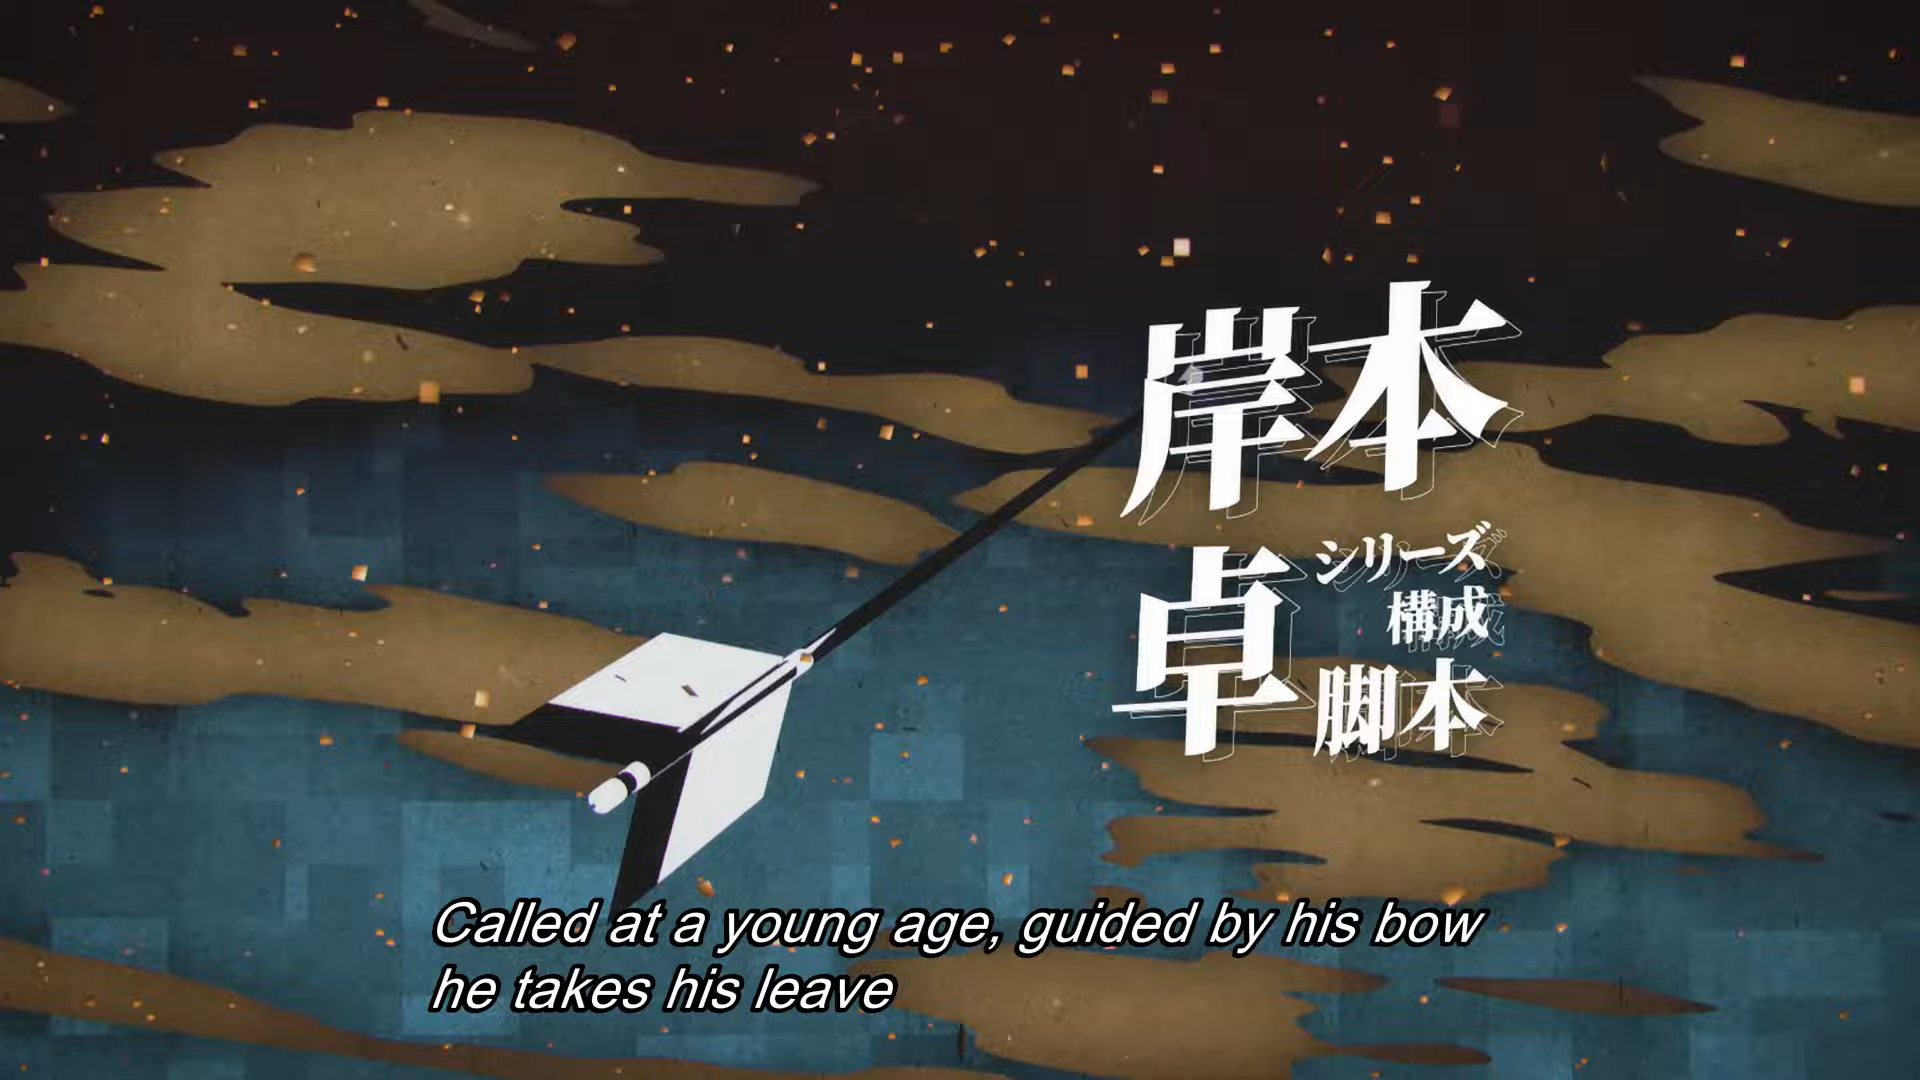 岸本
卓
シリーズ
構成
脚本
Called at a young age, guided by his bow
he takes his leave